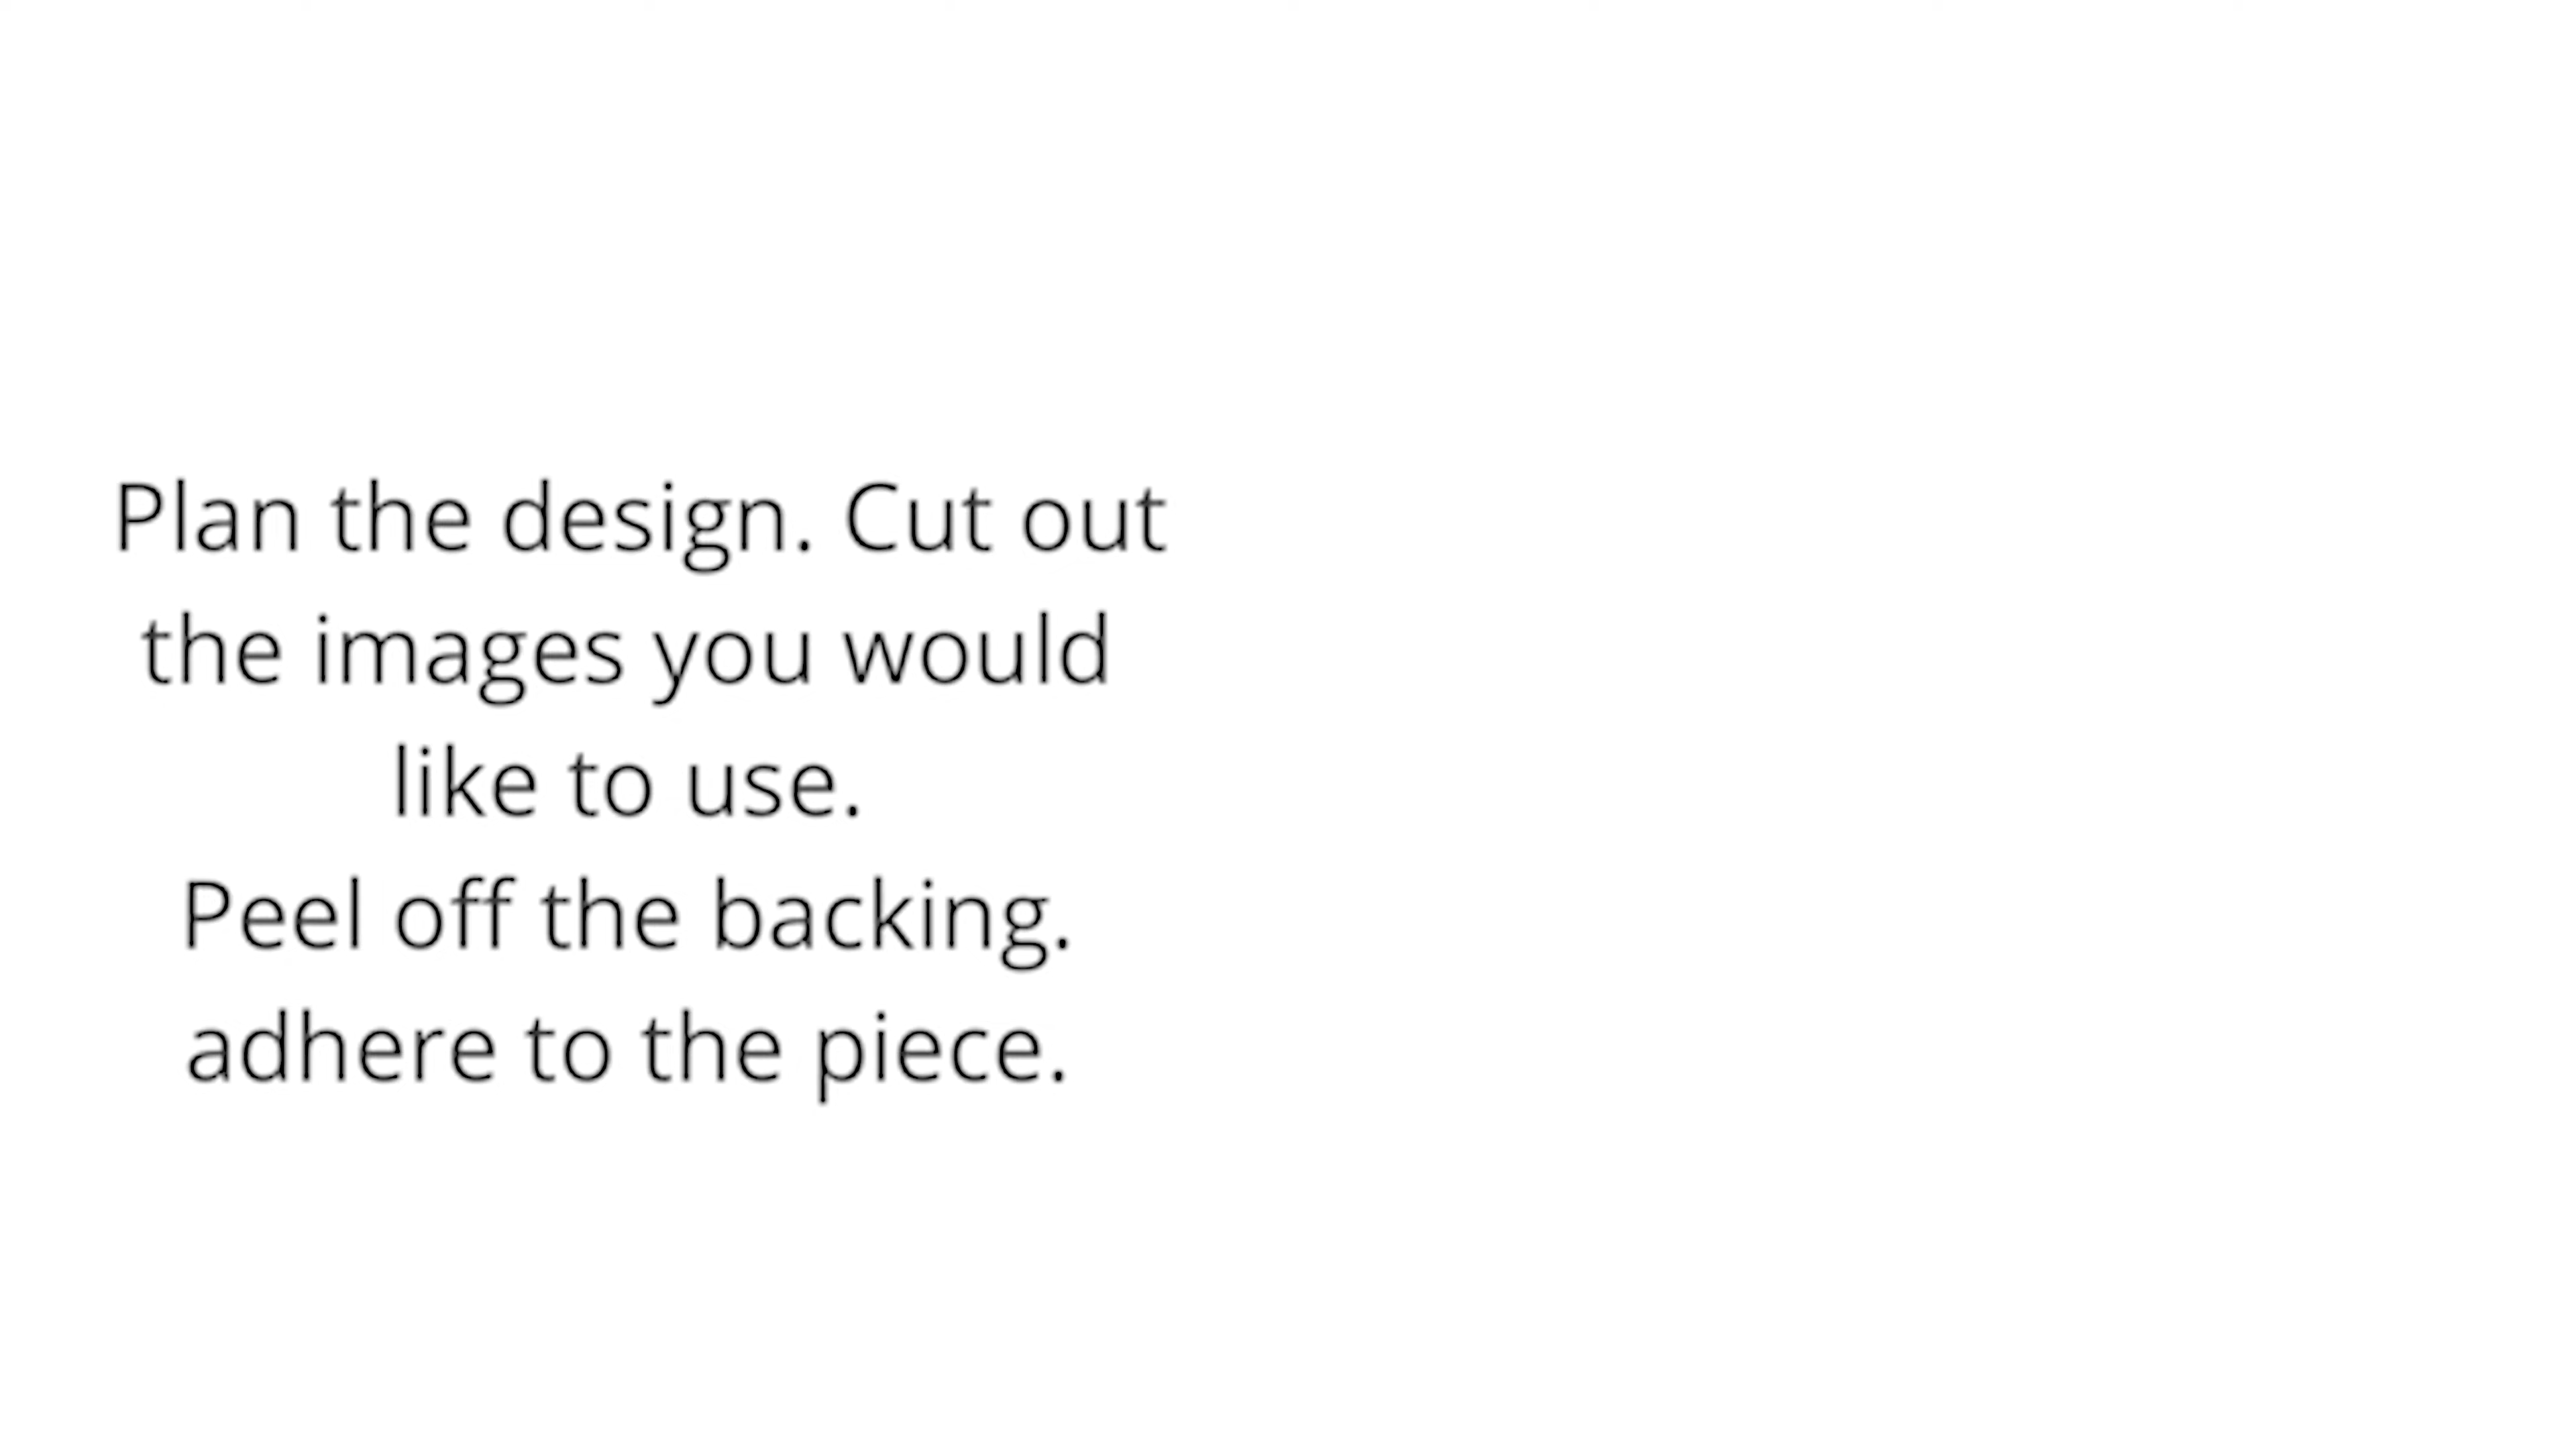 Plan the design. Cut out
the images you would
like to use.
Peel off the backing.
adhere to the piece.